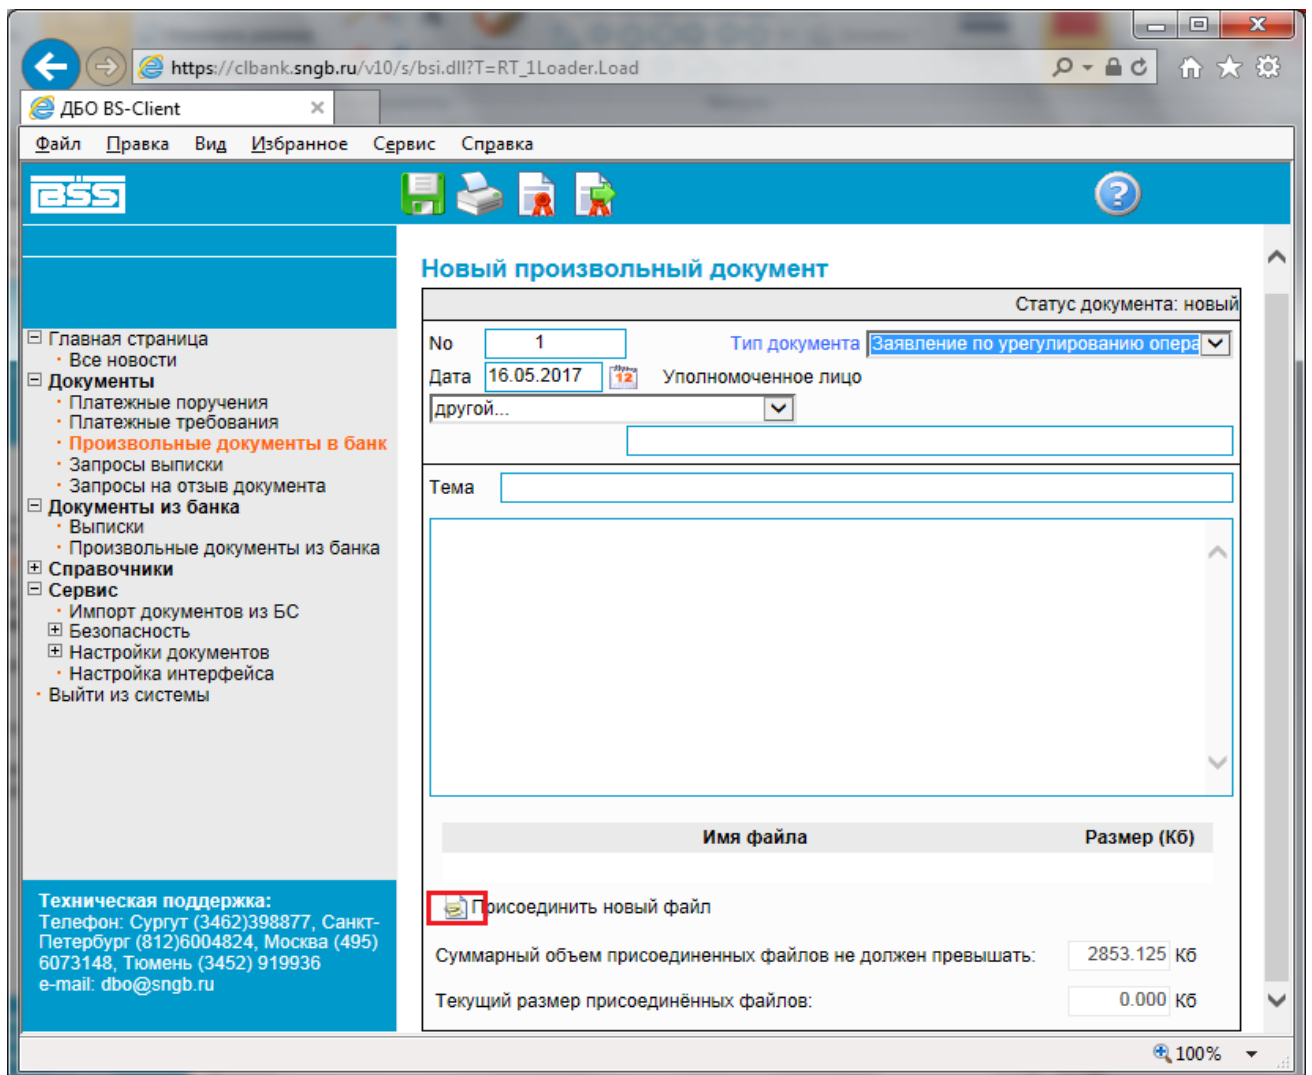 https://clbank.sngb.ru/v10/s/bsi.dll?T=RT_1Loader.Load
ДБО BS-Client
Файл Правка Вид Избранное Сервис Справка
BSS
Новый произвольный документ
Статус документа: новый
No 1 Тип документа Заявление по урегулированию опера
Дата 16.05.2017 12 Уполномоченное лицо
другой...
Тема
Имя файла Размер (Кб)
Присоединить новый файл
Суммарный объем присоединенных файлов не должен превышать: 2853.125 Кб
Текущий размер присоединённых файлов: 0.000 Кб
Главная страница
Все новости
Документы
Платежные поручения
Платежные требования
Произвольные документы в банк
Запросы выписки
Запросы на отзыв документа
Документы из банка
Выписки
Произвольные документы из банка
Справочники
Сервис
Импорт документов из БС
Безопасность
Настройки документов
Настройка интерфейса
Выйти из системы
Техническая поддержка:
Телефон: Сургут (3462)398877, Санкт-
Петербург (812)6004824, Москва (495)
6073148, Тюмень (3452) 919936
e-mail: dbo@sngb.ru
100%